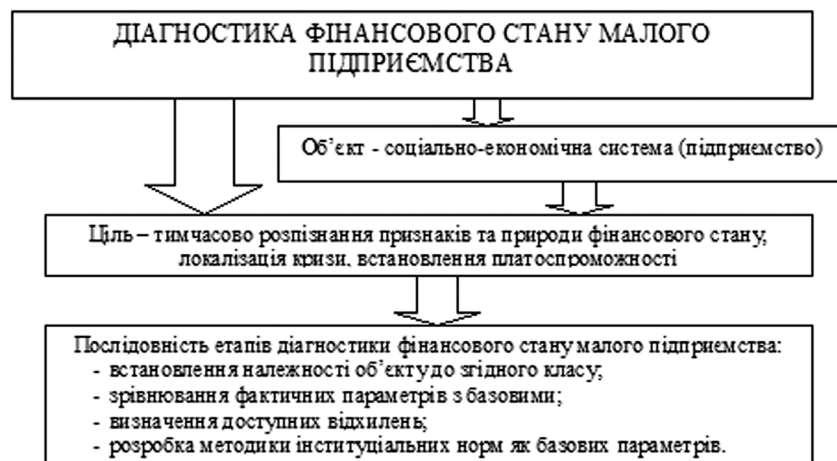 ДІАГНОСТИКА ФІНАНСОВОГО СТАНУ МАЛОГО
ПІДПРИЄМСТВА
Об’єкт - соціально-економічна система (підприємство)
Ціль – тимчасово розпізнання признаків та природи фінансового стану,
локалізація кризи, встановлення платоспроможності
Послідовність етапів діагностики фінансового стану малого підприємства:
- встановлення належності об’єкту до згідного класу;
- зрівнювання фактичних параметрів з базовими;
- визначення доступних відхилень;
- розробка методики інституціальних норм як базових параметрів.